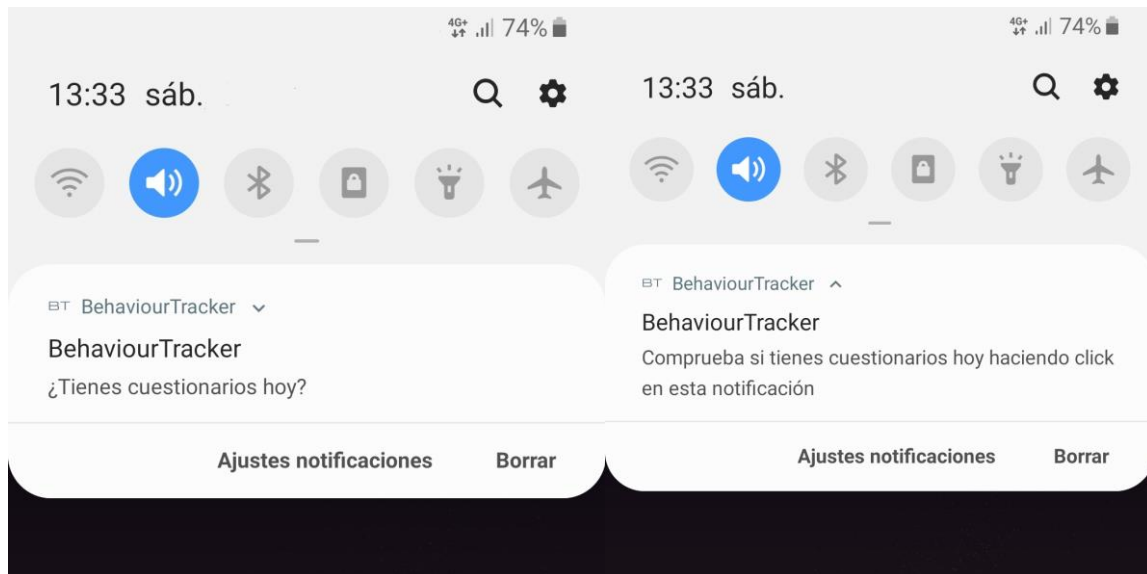 4G+ 74%
13:33 sáb.
BT BehaviourTracker
BehaviourTracker
¿Tienes cuestionarios hoy?
Ajustes notificaciones Borrar
4G+ 74%
13:33 sáb.
BT BehaviourTracker
BehaviourTracker
Comprueba si tienes cuestionarios hoy haciendo click
en esta notificación
Ajustes notificaciones Borrar